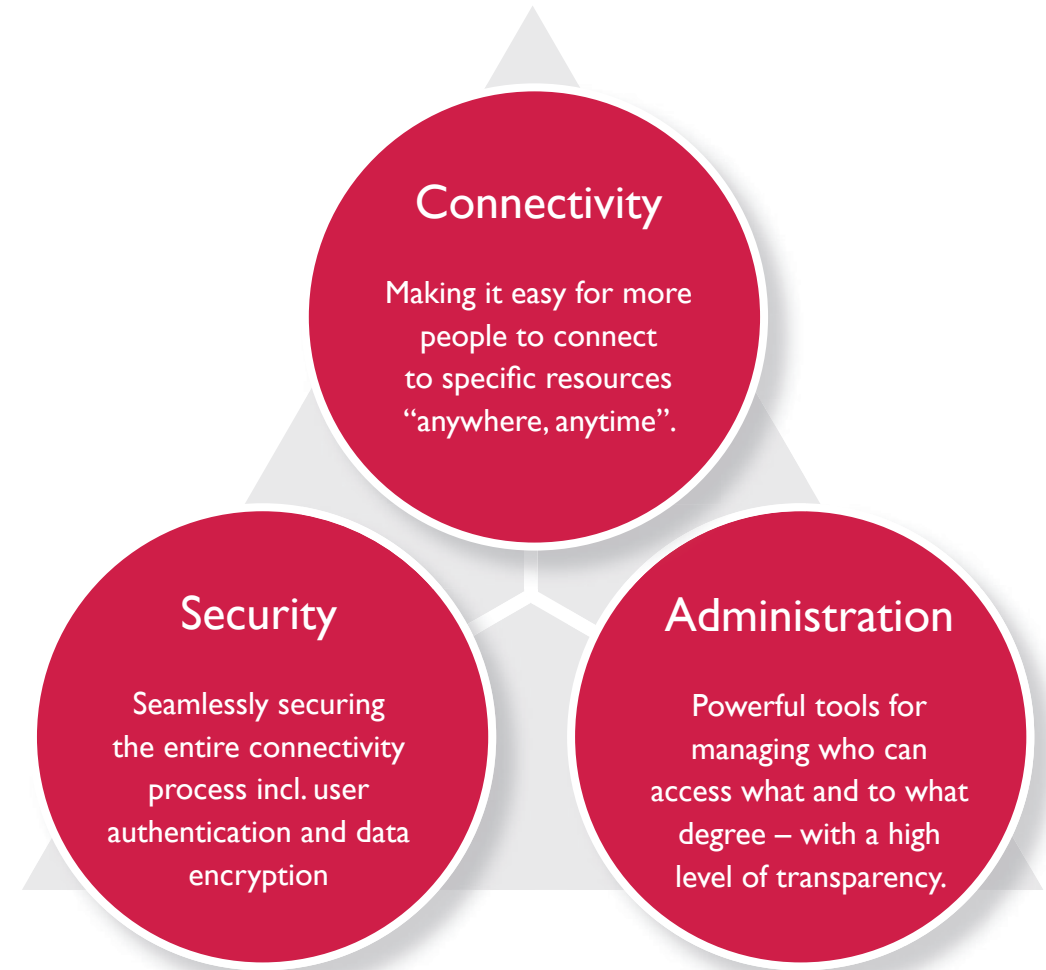 Connectivity
Making it easy for more
people to connect
to specific resources
“anywhere, anytime”.
Security
Seamlessly securing
the entire connectivity
process incl. user
authentication and data
encryption
Administration
Powerful tools for
managing who can
access what and to what
degree – with a high
level of transparency.